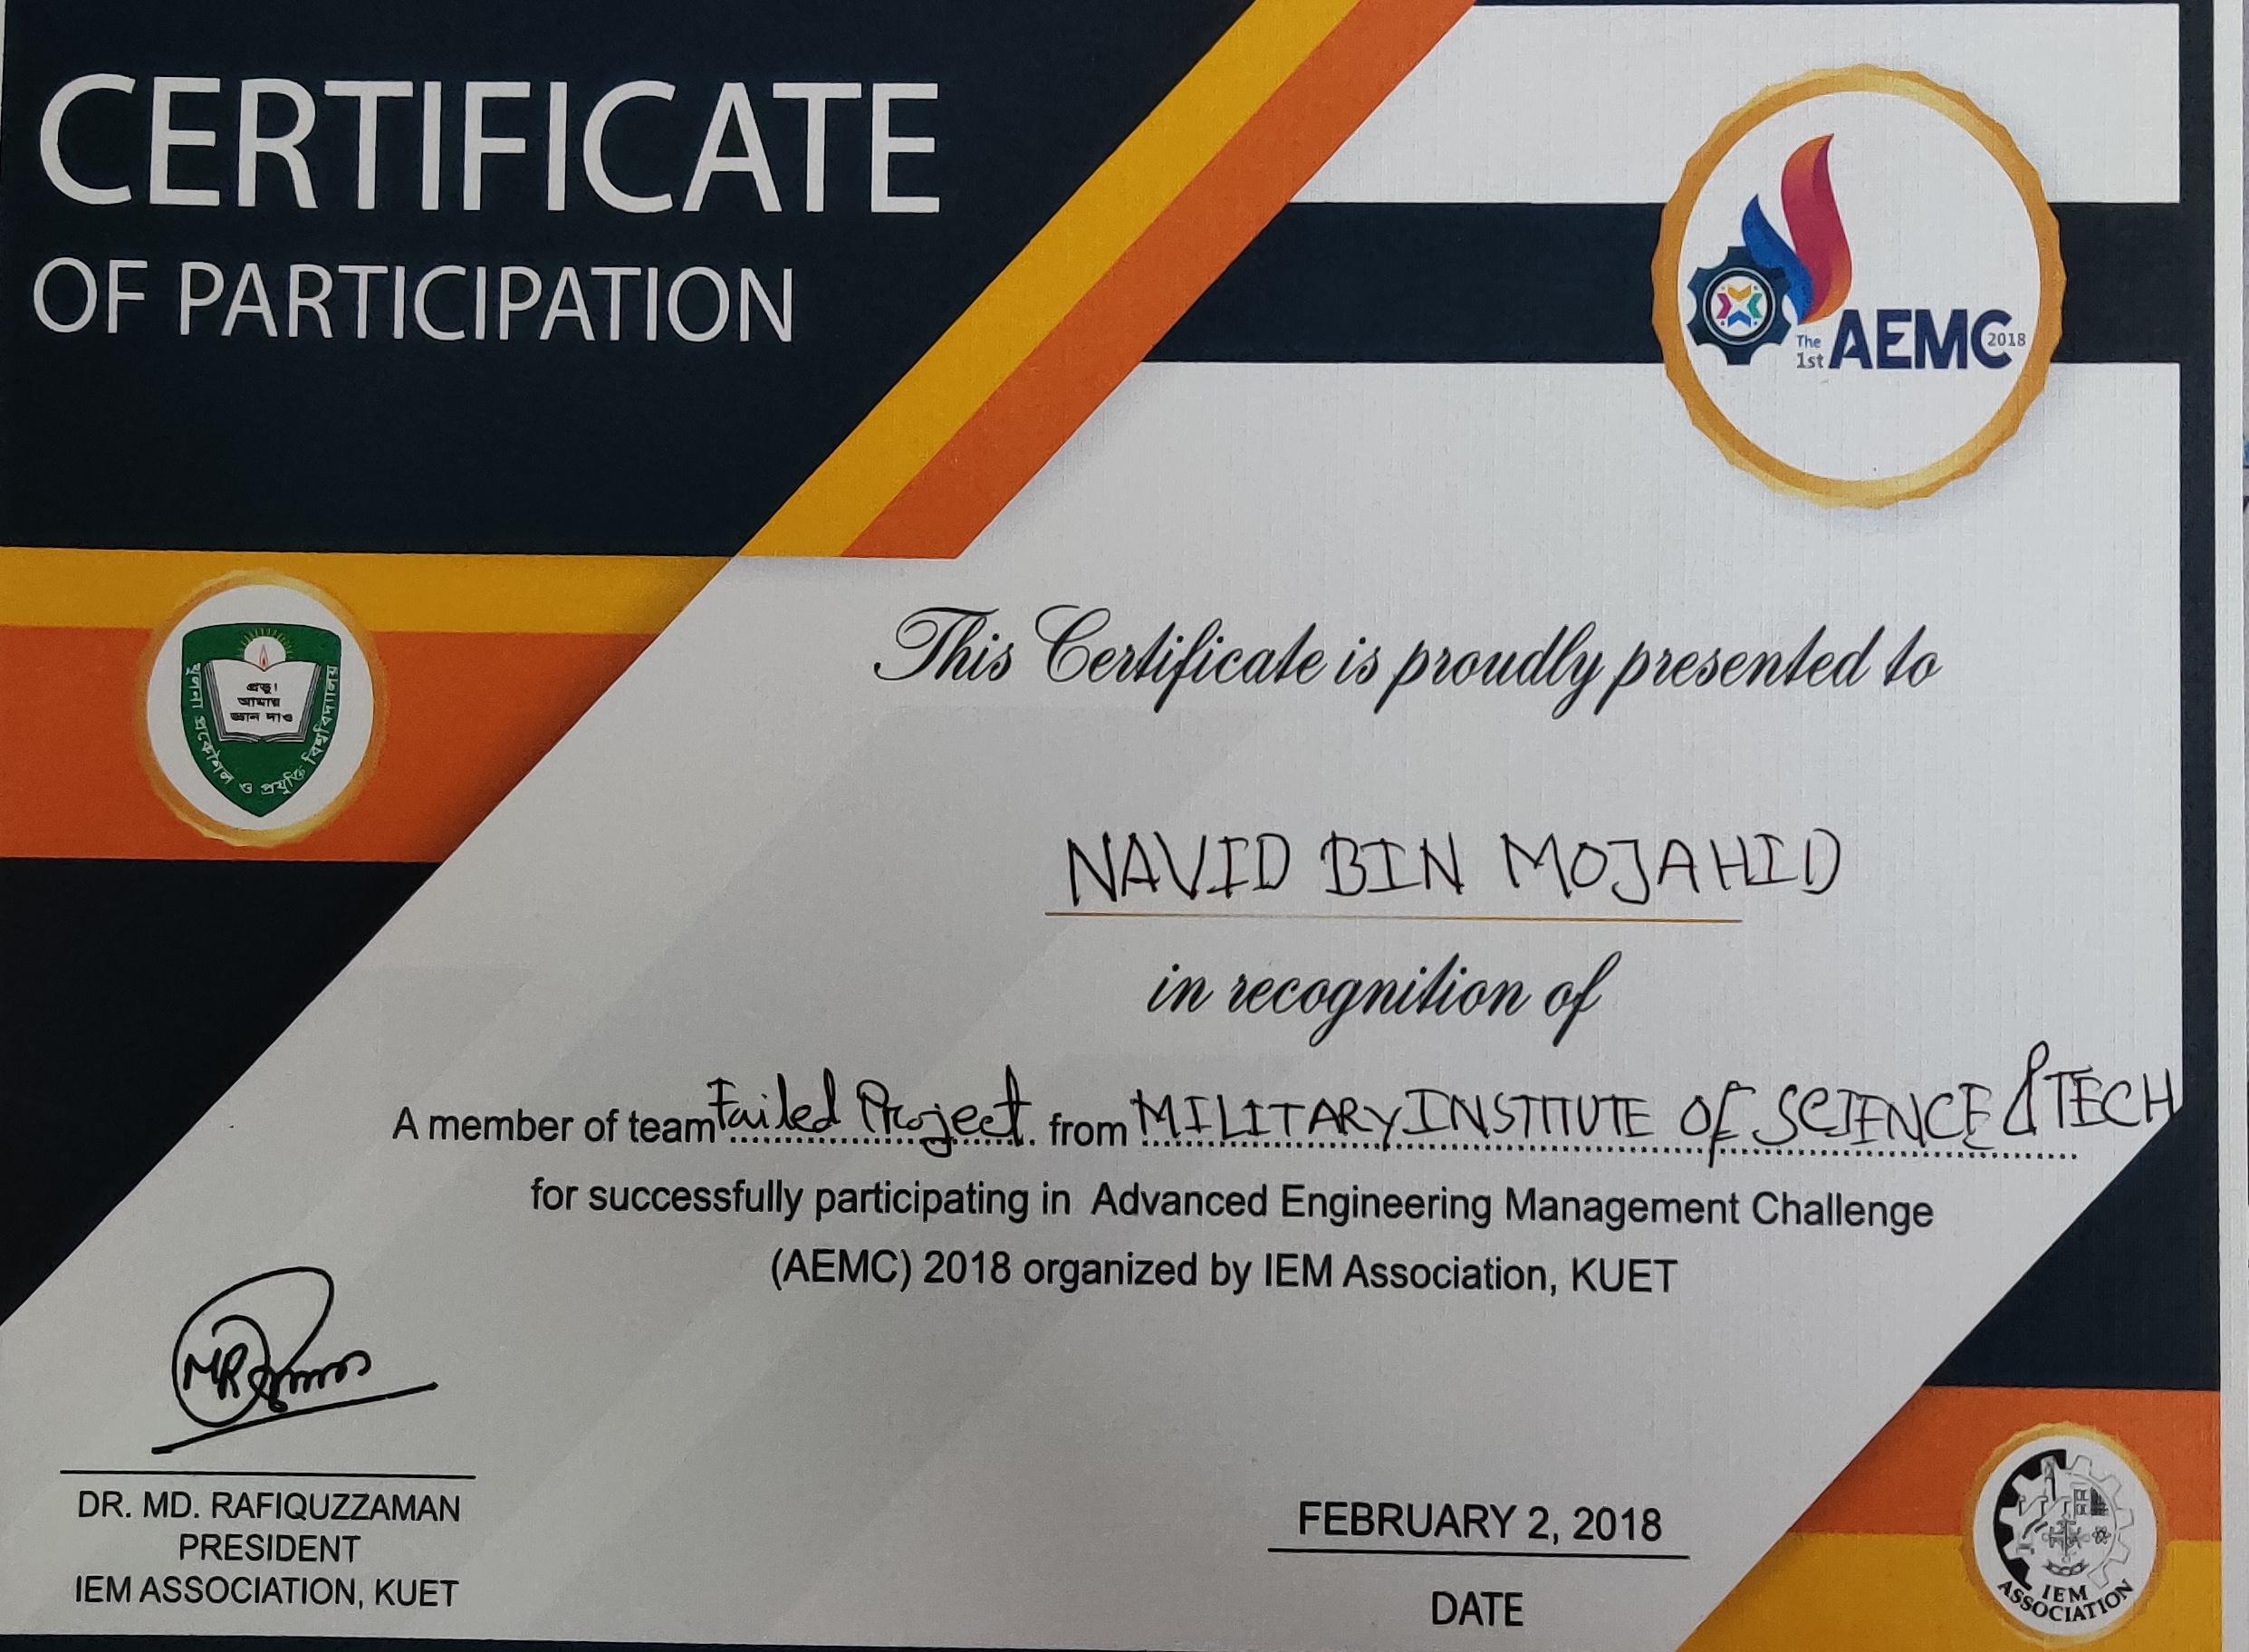 CERTIFICATE
OF PARTICIPATION
The
1st AEMC 2018
প্রভু!
আমায়
জ্ঞান দাও
খুলনা প্রকৌশল ও প্রযুক্তি বিশ্ববিদ্যালয়
This Certificate is proudly presented to
NAVID BIN MOJAHID
in recognition of
A member of team Failed Project from MILITARY INSTITUTE OF SCIENCE & TECH
for successfully participating in Advanced Engineering Management Challenge
(AEMC) 2018 organized by IEM Association, KUET
DR. MD. RAFIQUZZAMAN
PRESIDENT
IEM ASSOCIATION, KUET
FEBRUARY 2, 2018
DATE
IEM
ASSOCIATION